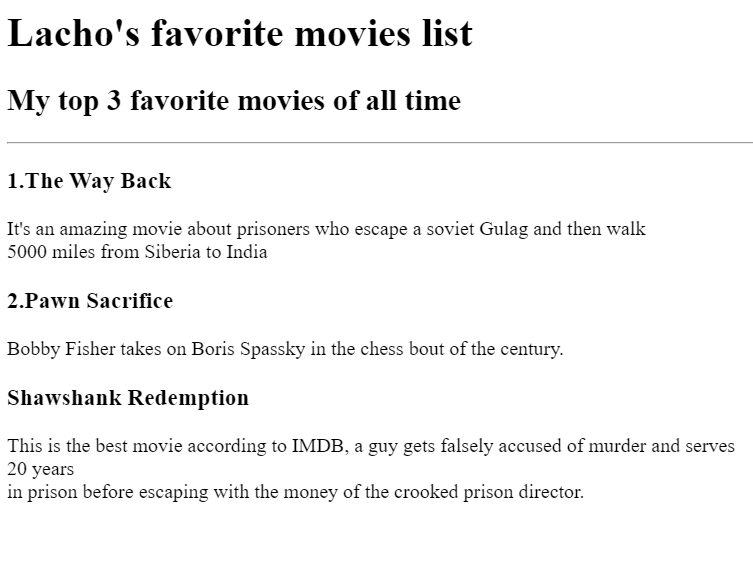 Lacho's favorite movies list
My top 3 favorite movies of all time
1.The Way Back
It's an amazing movie about prisoners who escape a soviet Gulag and then walk
5000 miles from Siberia to India
2.Pawn Sacrifice
Bobby Fisher takes on Boris Spassky in the chess bout of the century.
Shawshank Redemption
This is the best movie according to IMDB, a guy gets falsely accused of murder and serves
20 years
in prison before escaping with the money of the crooked prison director.